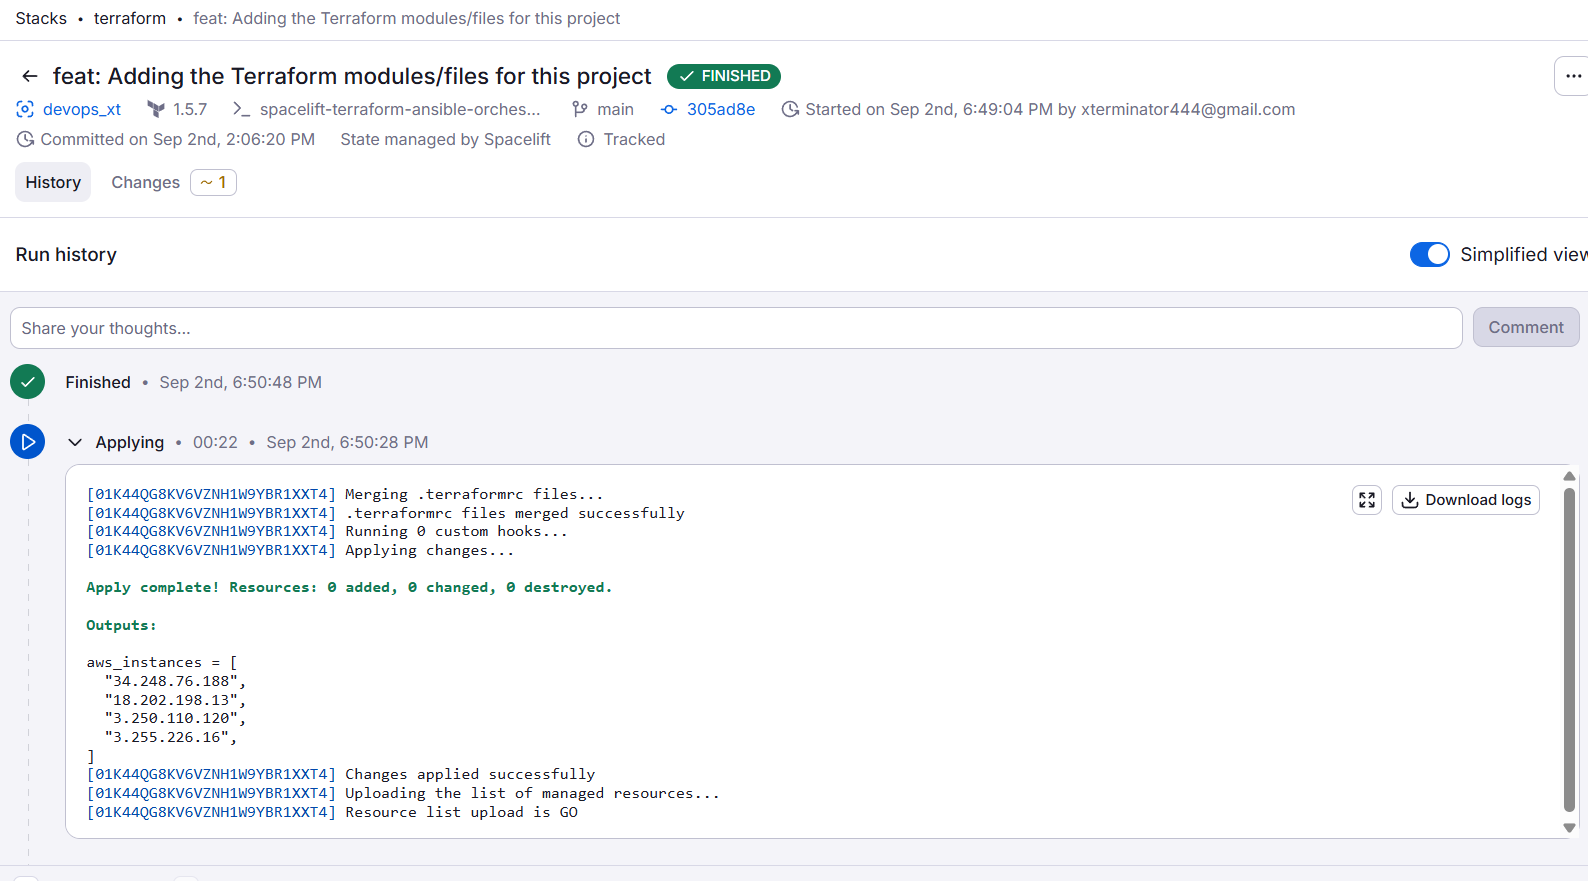 Stacks • terraform • feat: Adding the Terraform modules/files for this project
feat: Adding the Terraform modules/files for this project FINISHED
devops_xt 1.5.7 spacelift-terraform-ansible-orches... main 305ad8e Started on Sep 2nd, 6:49:04 PM by xterminator444@gmail.com
Committed on Sep 2nd, 2:06:20 PM State managed by Spacelift Tracked
History Changes ~ 1
Run history Simplified view
Share your thoughts... Comment
Finished • Sep 2nd, 6:50:48 PM
Applying • 00:22 • Sep 2nd, 6:50:28 PM
[01K44QG8KV6VZNH1W9YBR1XXT4] Merging .terraformrc files...
[01K44QG8KV6VZNH1W9YBR1XXT4] .terraformrc files merged successfully
[01K44QG8KV6VZNH1W9YBR1XXT4] Running 0 custom hooks...
[01K44QG8KV6VZNH1W9YBR1XXT4] Applying changes...
Download logs
Apply complete! Resources: 0 added, 0 changed, 0 destroyed.
Outputs:
aws_instances = [
"34.248.76.188",
"18.202.198.13",
"3.250.110.120",
"3.255.226.16",
]
[01K44QG8KV6VZNH1W9YBR1XXT4] Changes applied successfully
[01K44QG8KV6VZNH1W9YBR1XXT4] Uploading the list of managed resources...
[01K44QG8KV6VZNH1W9YBR1XXT4] Resource list upload is GO